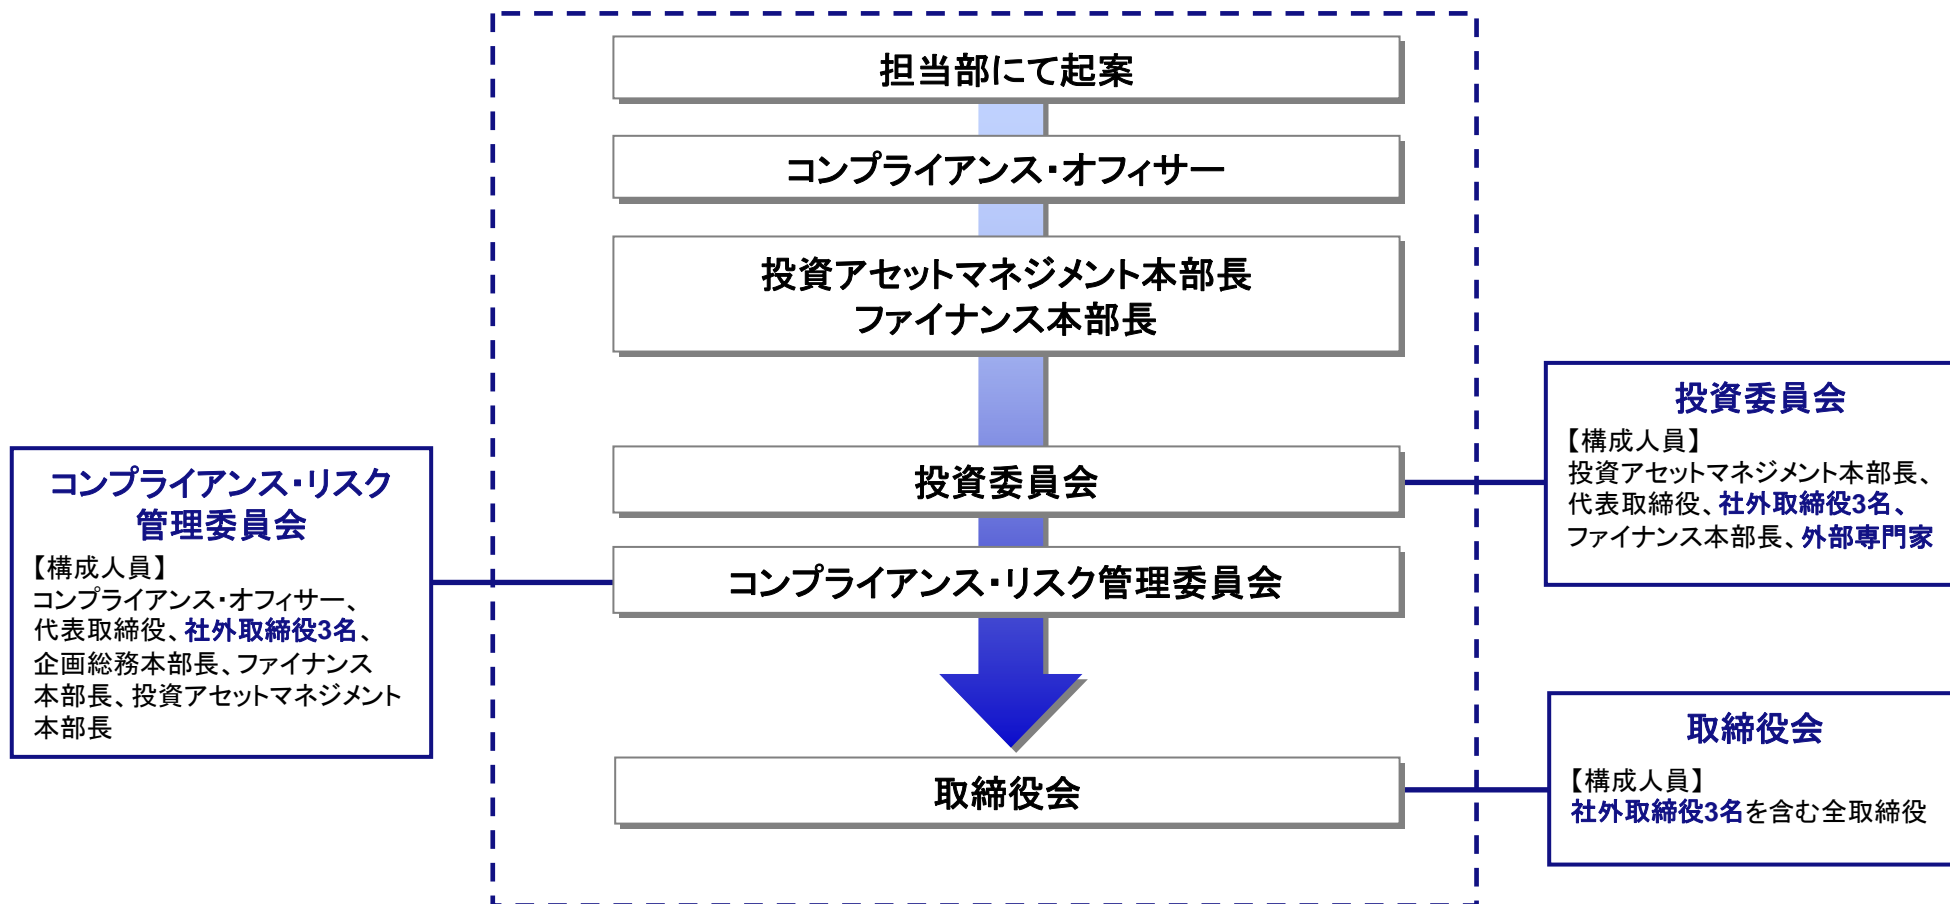 担当部にて起案
コンプライアンス・オフィサー
投資アセットマネジメント本部長
ファイナンス本部長
投資委員会
コンプライアンス・リスク管理委員会
取締役会
コンプライアンス・リスク
管理委員会
【構成人員】
コンプライアンス・オフィサー、
代表取締役、社外取締役3名、
企画総務本部長、ファイナンス
本部長、投資アセットマネジメント
本部長
投資委員会
【構成人員】
投資アセットマネジメント本部長、
代表取締役、社外取締役3名、
ファイナンス本部長、外部専門家
取締役会
【構成人員】
社外取締役3名を含む全取締役